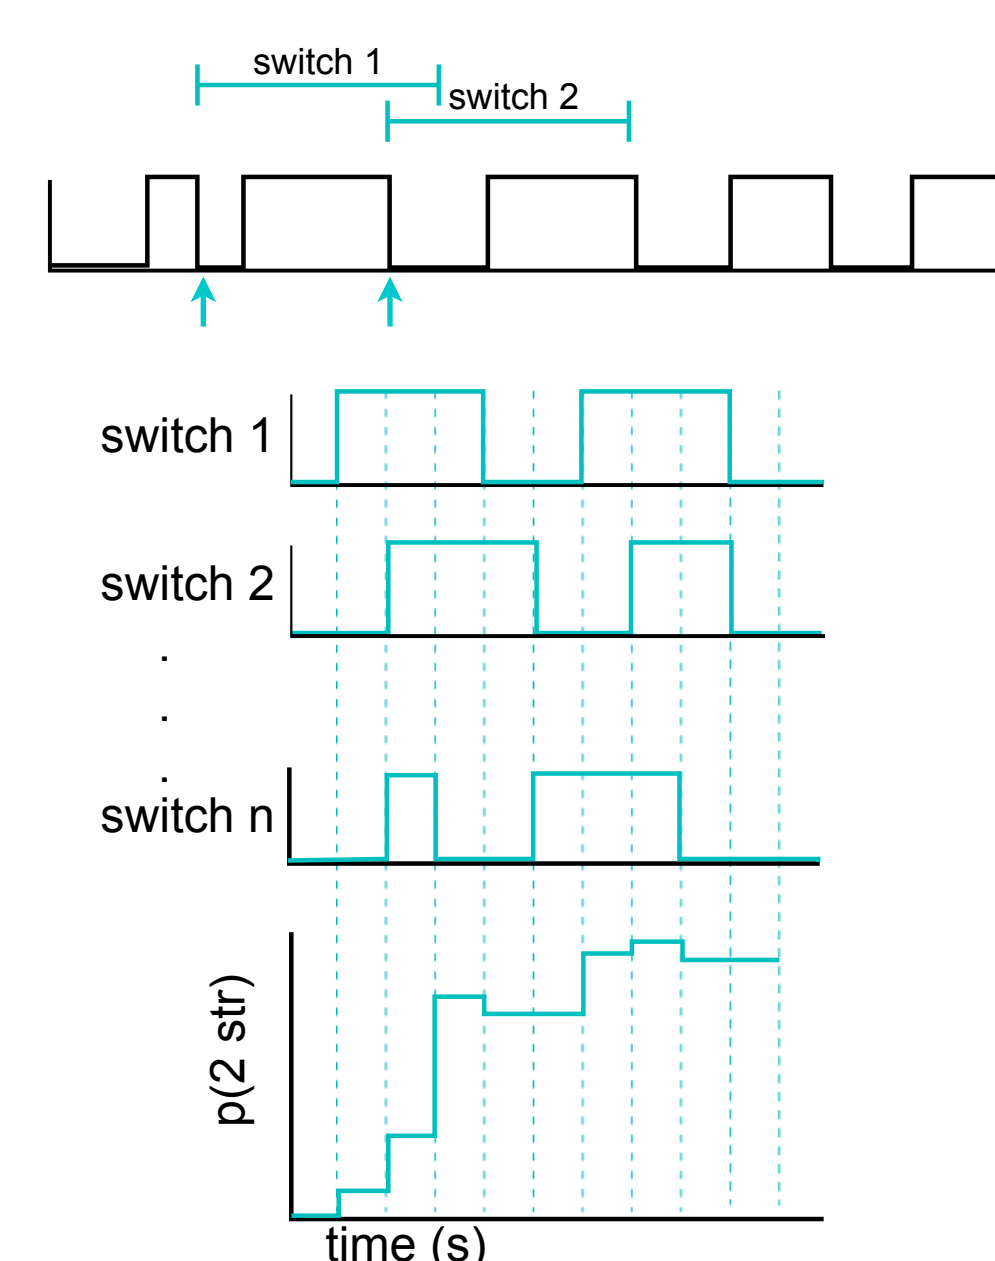 switch 1
switch 2
switch 1
switch 2
.
.
.
switch n
p(2 str)
time (s)